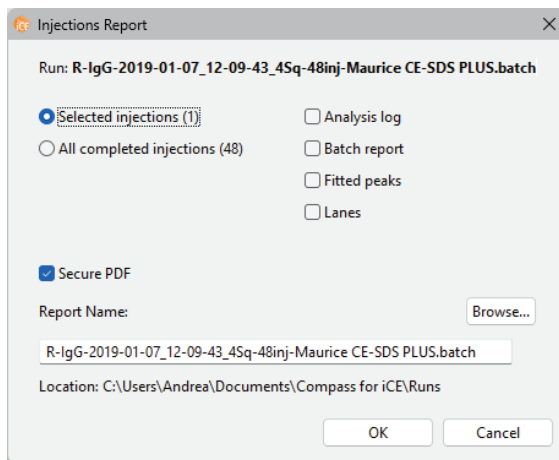 iCE Injections Report
Run: R-IgG-2019-01-07_12-09-43_4Sq-48inj-Maurice CE-SDS PLUS.batch
Selected injections (1)
Analysis log
All completed injections (48)
Batch report
Fitted peaks
Lanes
Secure PDF
Report Name:
Browse...
R-IgG-2019-01-07_12-09-43_4Sq-48inj-Maurice CE-SDS PLUS.batch
Location: C:\Users\Andrea\Documents\Compass for iCE\Runs
OK
Cancel